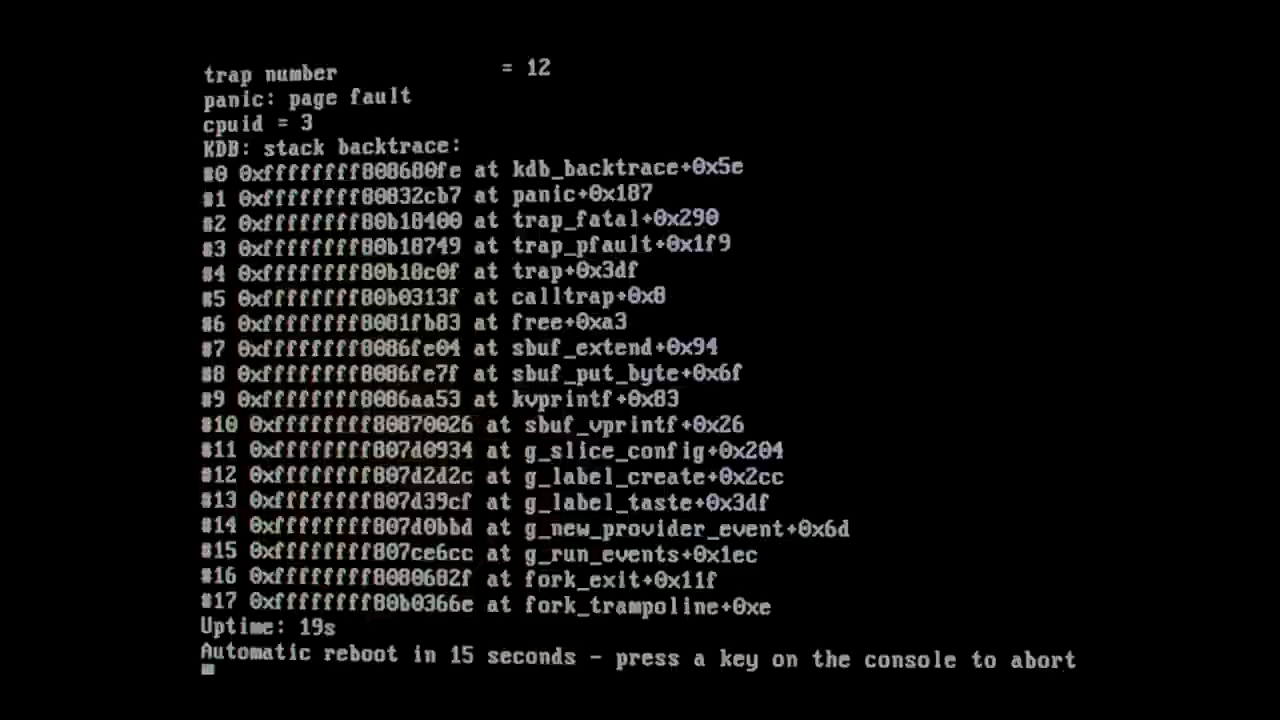 trap number = 12
panic: page fault
cpuid = 3
KDB: stack backtrace:
#0 0xffffffff808680fe at kdb_backtrace+0x5e
#1 0xffffffff80832cb7 at panic+0x187
#2 0xffffffff80b18400 at trap_fatal+0x290
#3 0xffffffff80b18749 at trap_pfault+0x1f9
#4 0xffffffff80b18c0f at trap+0x3df
#5 0xffffffff80b0313f at calltrap+0x8
#6 0xffffffff8081fb83 at free+0xa3
#7 0xffffffff8086fe04 at sbuf_extend+0x94
#8 0xffffffff8086fe7f at sbuf_put_byte+0x6f
#9 0xffffffff8086aa53 at kvprintf+0x83
#10 0xffffffff80870026 at sbuf_vprintf+0x26
#11 0xffffffff807d0934 at g_slice_config+0x204
#12 0xffffffff807d2d2c at g_label_create+0x2cc
#13 0xffffffff807d39cf at g_label_taste+0x3df
#14 0xffffffff807d0bbd at g_new_provider_event+0x6d
#15 0xffffffff807ce6cc at g_run_events+0x1ec
#16 0xffffffff8080682f at fork_exit+0x11f
#17 0xffffffff80b0366e at fork_trampoline+0xe
Uptime: 19s
Automatic reboot in 15 seconds - press a key on the console to abort